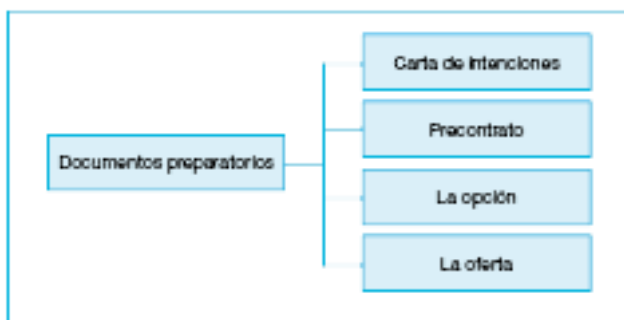 Documentos preparatorios
Carta de intenciones
Precontrato
La opción
La oferta